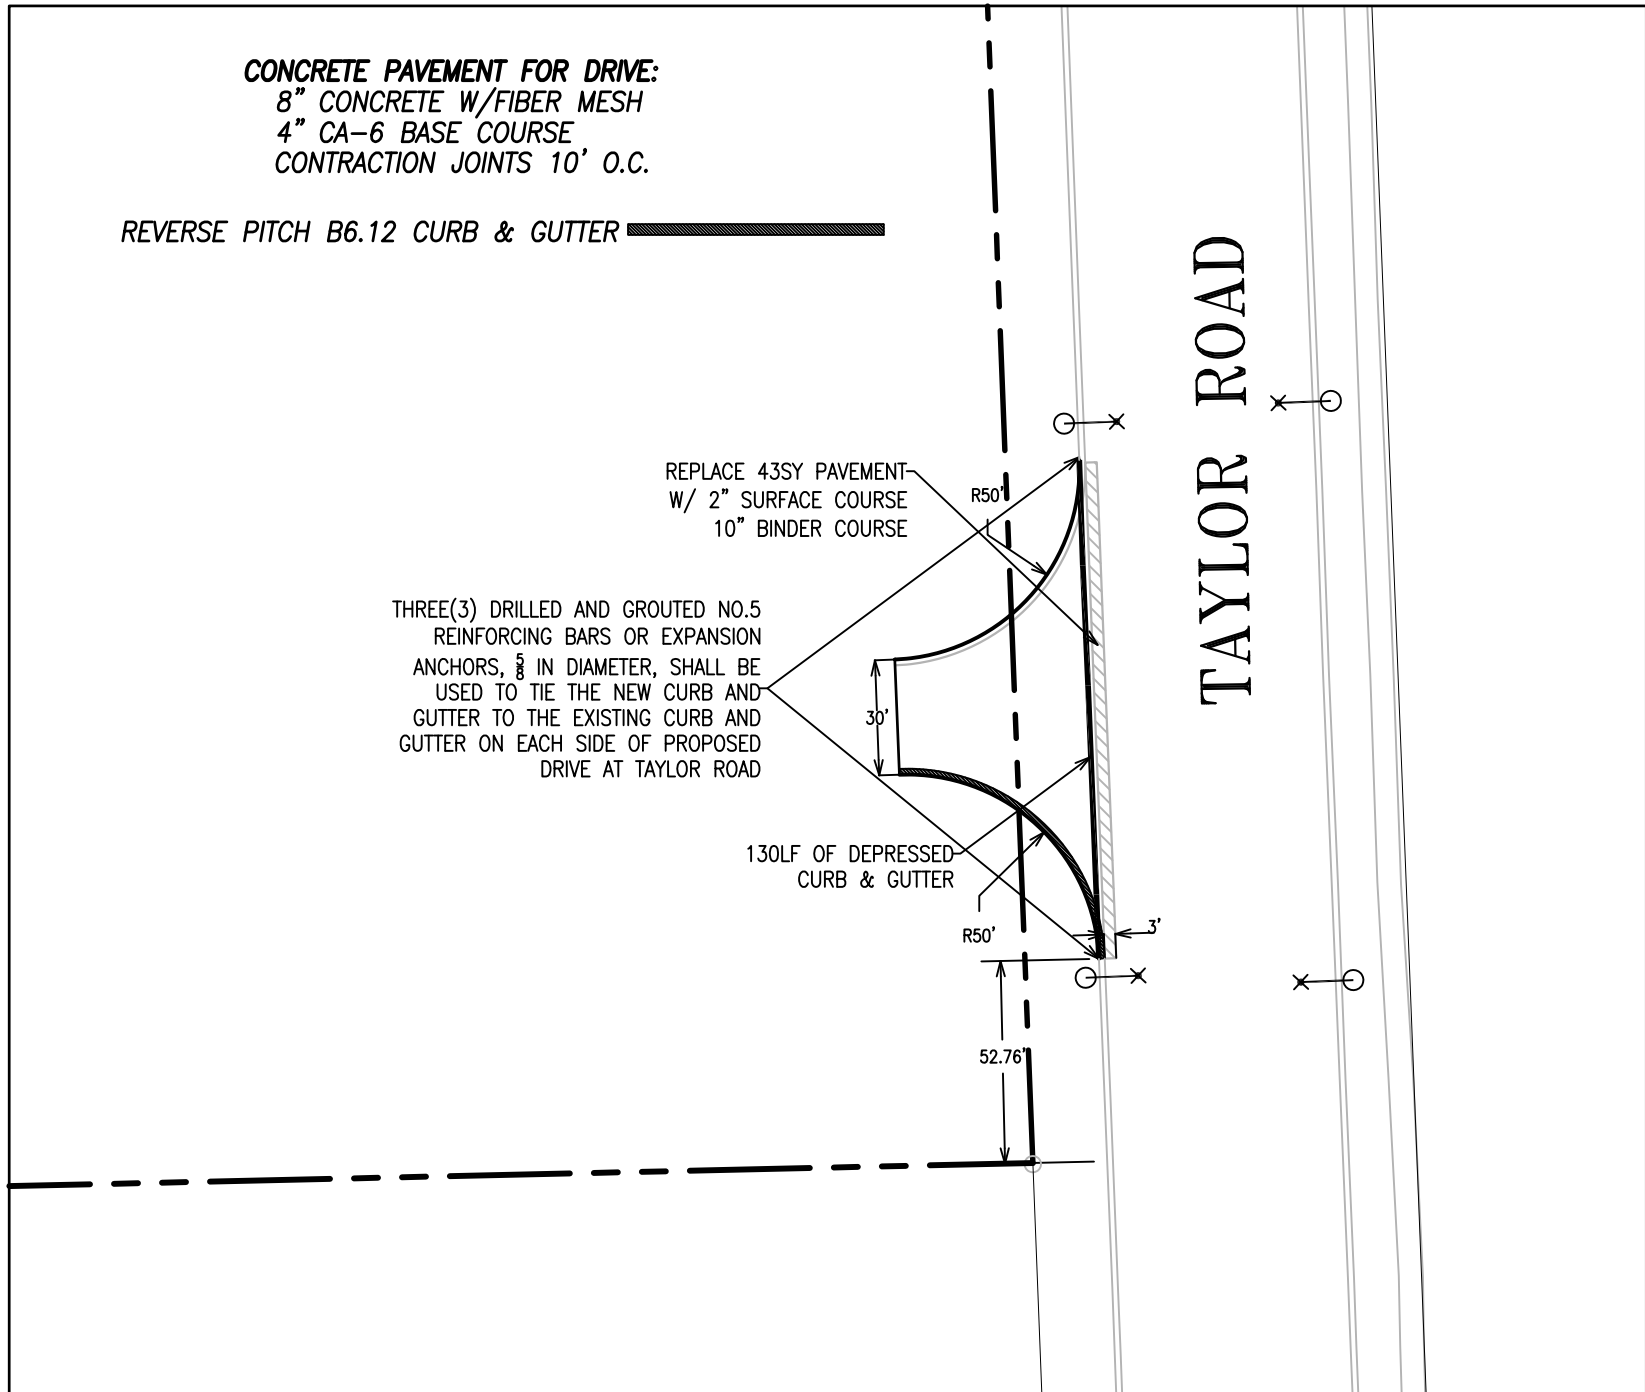 CONCRETE PAVEMENT FOR DRIVE:
8” CONCRETE W/FIBER MESH
4” CA-6 BASE COURSE
CONTRACTION JOINTS 10’ O.C.
REVERSE PITCH B6.12 CURB & GUTTER
TAYLOR ROAD
REPLACE 43SY PAVEMENT
W/ 2” SURFACE COURSE
10” BINDER COURSE
R50’
THREE(3) DRILLED AND GROUTED NO.5
REINFORCING BARS OR EXPANSION
ANCHORS, 5/8 IN DIAMETER, SHALL BE
USED TO TIE THE NEW CURB AND
GUTTER TO THE EXISTING CURB AND
GUTTER ON EACH SIDE OF PROPOSED
DRIVE AT TAYLOR ROAD
30’
130LF OF DEPRESSED
CURB & GUTTER
R50’
3’
52.76’